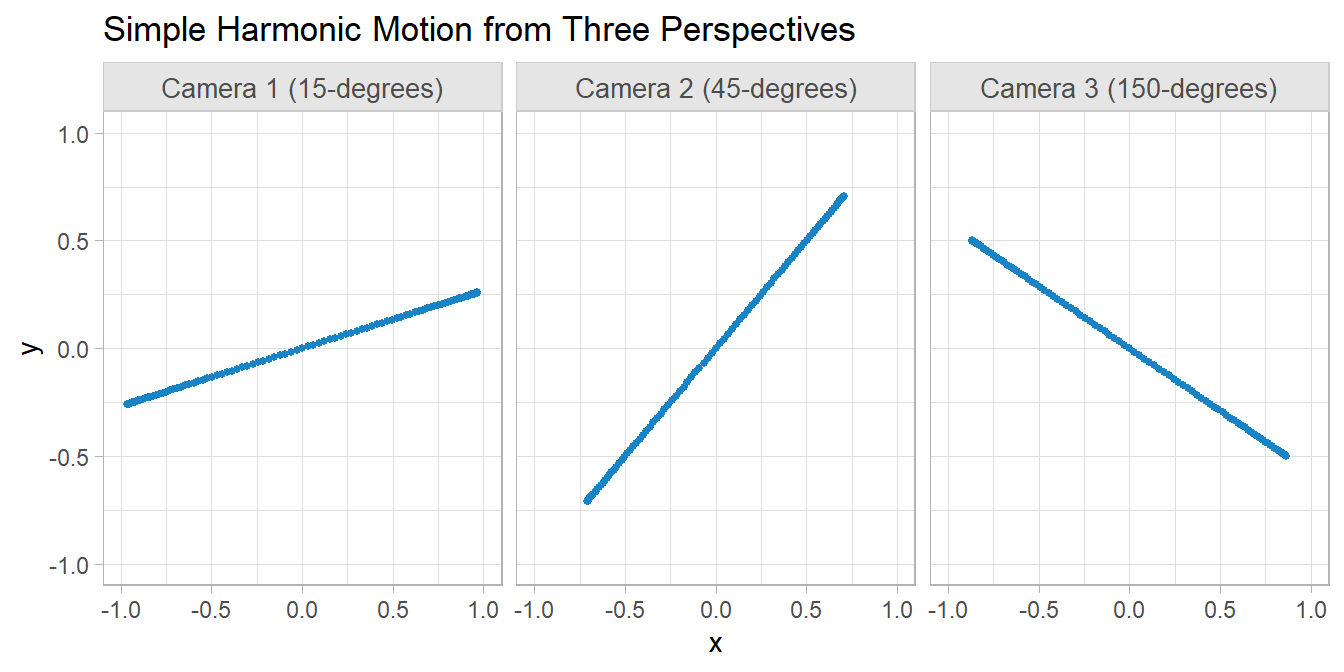 Simple Harmonic Motion from Three Perspectives
Camera 1 (15-degrees) Camera 2 (45-degrees) Camera 3 (150-degrees)
1.0
0.5
0.0
-0.5
-1.0
y
-1.0 -0.5 0.0 0.5 1.0 -1.0 -0.5 0.0 0.5 1.0 -1.0 -0.5 0.0 0.5 1.0
x